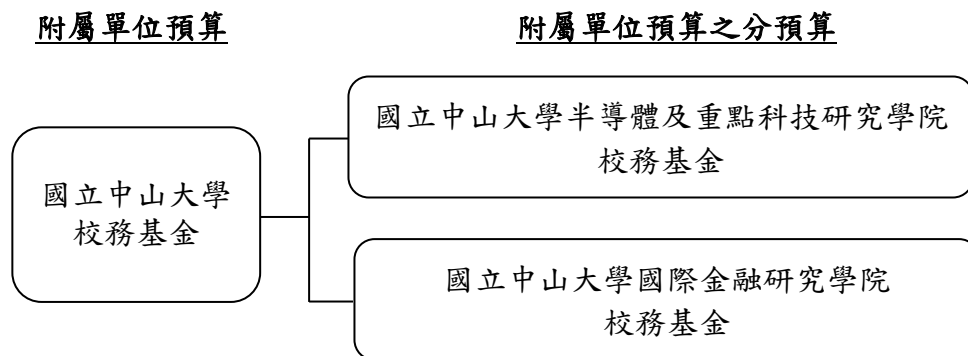 附屬單位預算
附屬單位預算之分預算
國立中山大學
校務基金
國立中山大學半導體及重點科技研究學院
校務基金
國立中山大學國際金融研究學院
校務基金